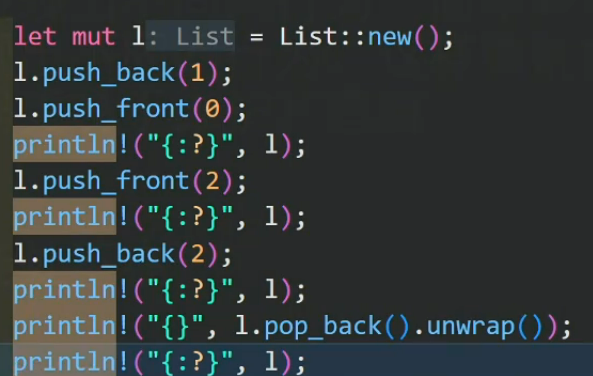 let mut l: List = List::new();
l.push_back(1);
l.push_front(0);
println!("{:?}", l);
l.push_front(2);
println!("{:?}", l);
l.push_back(2);
println!("{:?}", l);
println!("{}", l.pop_back().unwrap());
println!("{:?}", l);